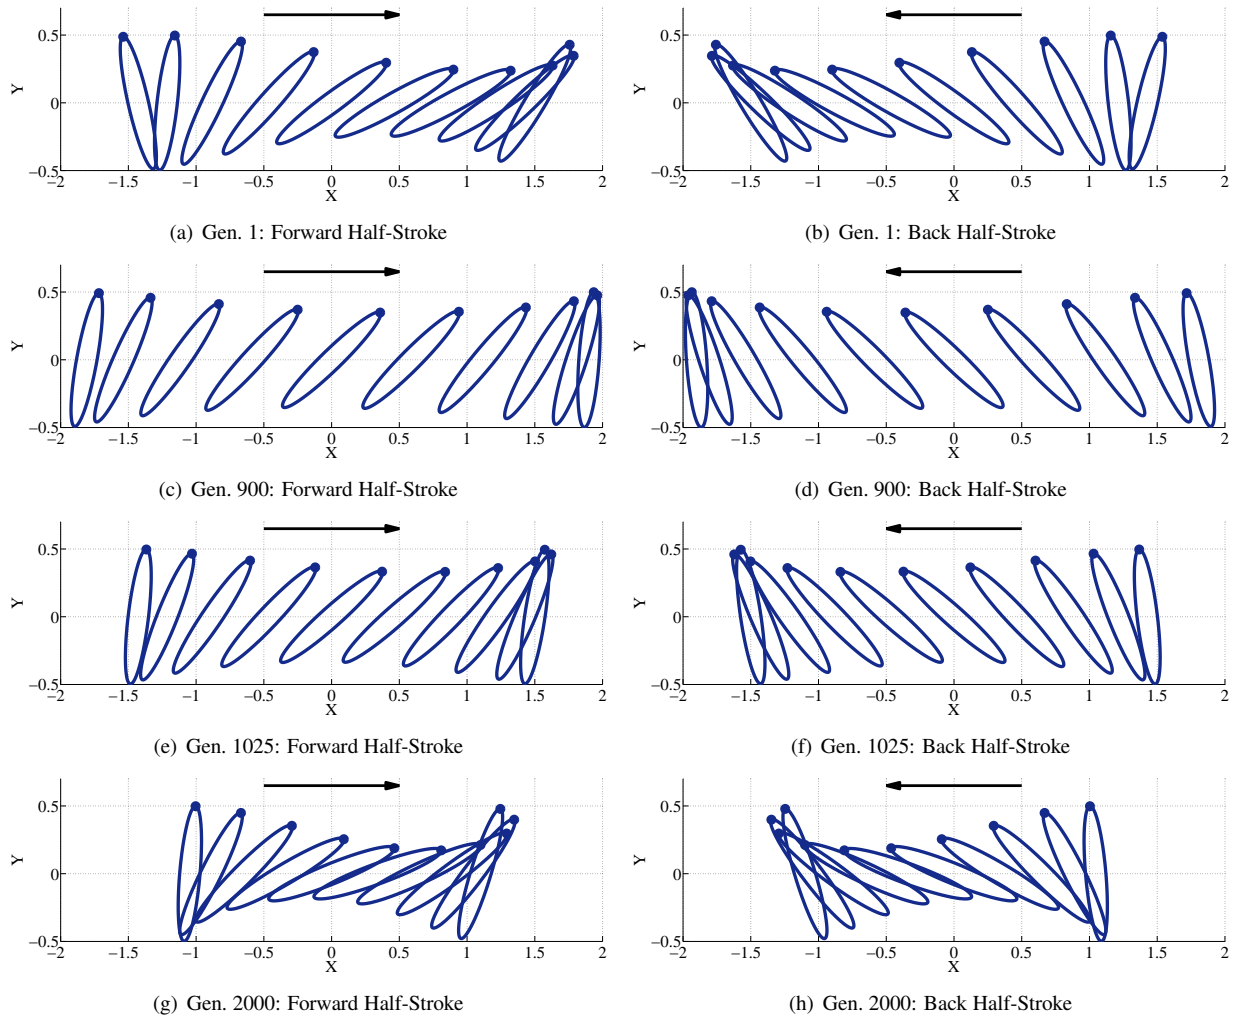 0.5 0.5
Y 0 Y 0
−0.5 −0.5
−2 −1.5 −1 −0.5 0 0.5 1 1.5 2 −2 −1.5 −1 −0.5 0 0.5 1 1.5 2
X X
(a) Gen. 1: Forward Half-Stroke (b) Gen. 1: Back Half-Stroke
0.5 0.5
Y 0 Y 0
−0.5 −0.5
−2 −1.5 −1 −0.5 0 0.5 1 1.5 2 −2 −1.5 −1 −0.5 0 0.5 1 1.5 2
X X
(c) Gen. 900: Forward Half-Stroke (d) Gen. 900: Back Half-Stroke
0.5 0.5
Y 0 Y 0
−0.5 −0.5
−2 −1.5 −1 −0.5 0 0.5 1 1.5 2 −2 −1.5 −1 −0.5 0 0.5 1 1.5 2
X X
(e) Gen. 1025: Forward Half-Stroke (f) Gen. 1025: Back Half-Stroke
0.5 0.5
Y 0 Y 0
−0.5 −0.5
−2 −1.5 −1 −0.5 0 0.5 1 1.5 2 −2 −1.5 −1 −0.5 0 0.5 1 1.5 2
X X
(g) Gen. 2000: Forward Half-Stroke (h) Gen. 2000: Back Half-Stroke